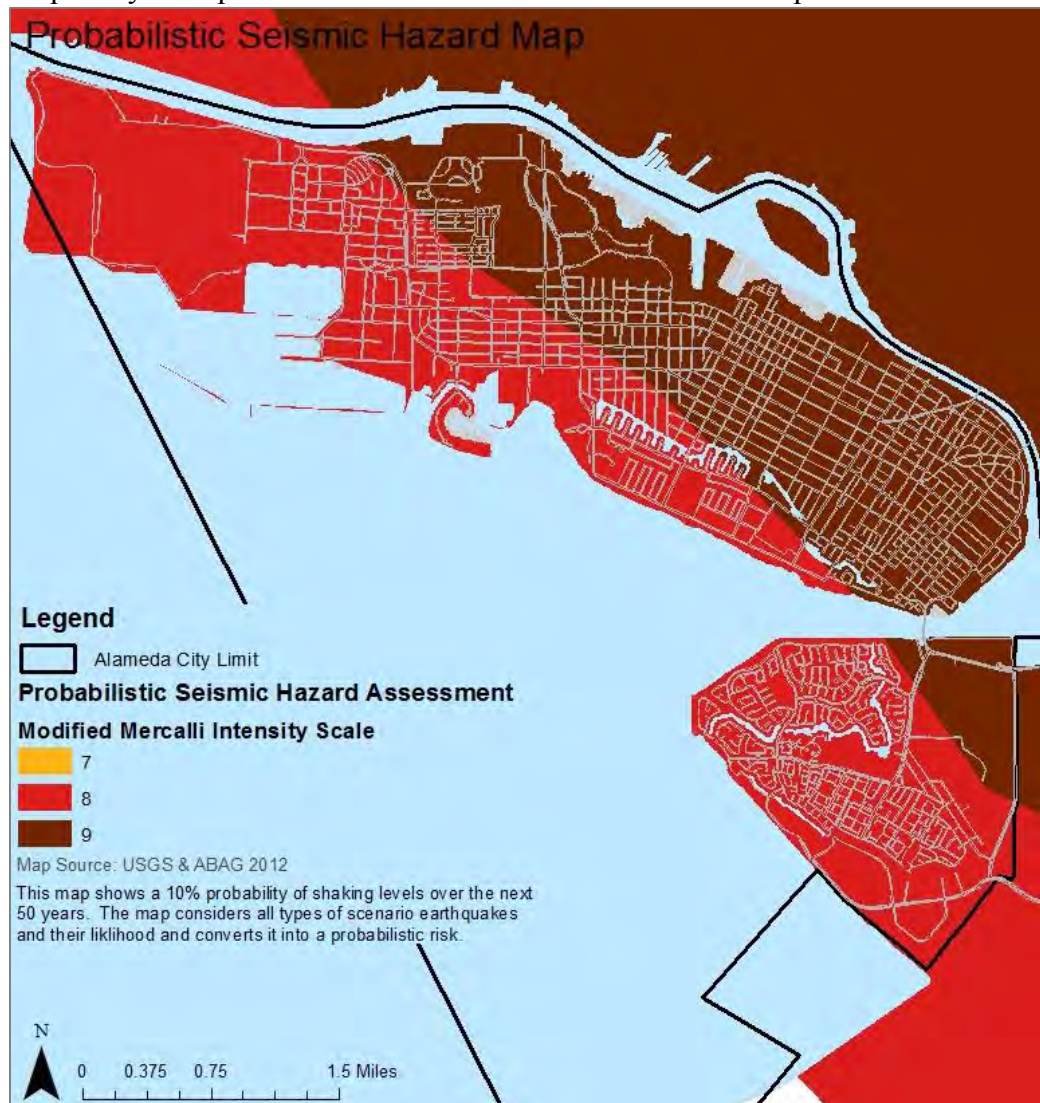 Probabilistic Seismic Hazard Map
Legend
Alameda City Limit
Probabilistic Seismic Hazard Assessment
Modified Mercalli Intensity Scale
7
8
9
Map Source: USGS & ABAG 2012
This map shows a 10% probability of shaking levels over the next
50 years. The map considers all types of scenario earthquakes
and their liklihood and converts it into a probabilistic risk.
N
0 0.375 0.75 1.5 Miles